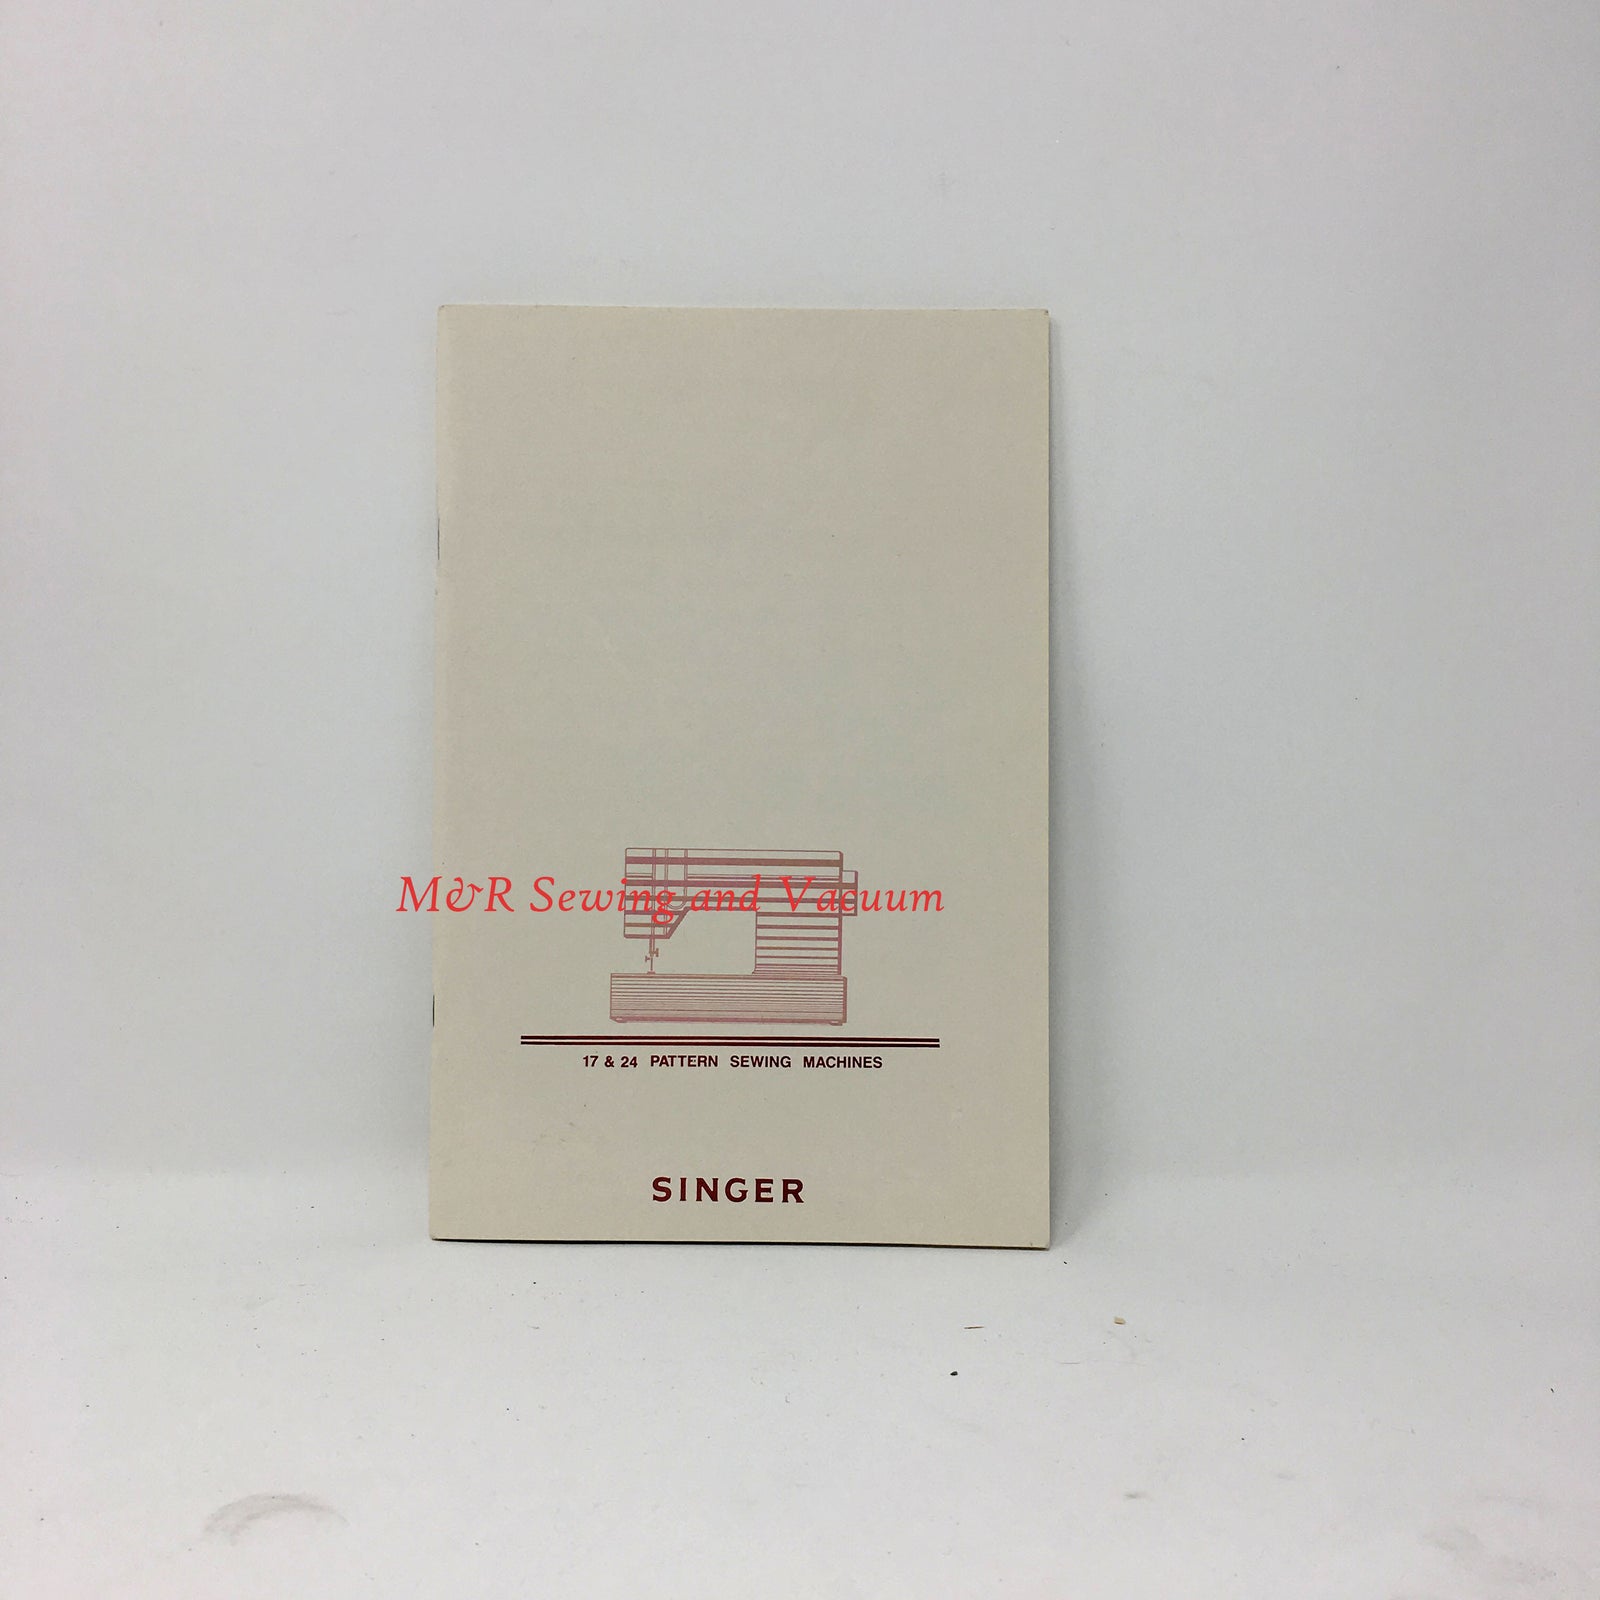 M&R Sewing and Vacuum
17 & 24 PATTERN SEWING MACHINES
SINGER